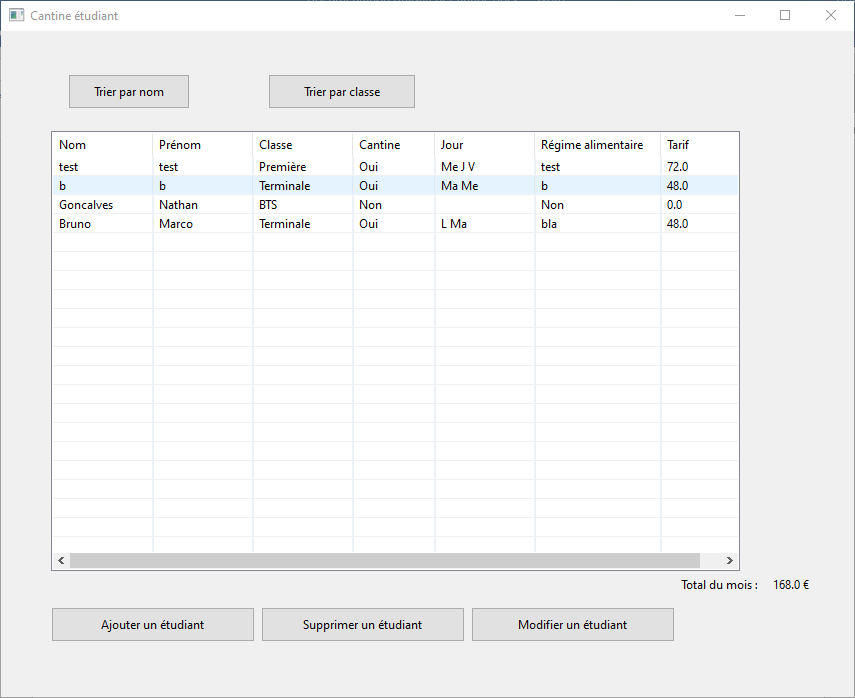 Cantine étudiant
Trier par nom Trier par classe
Nom Prénom Classe Cantine Jour Régime alimentaire Tarif
test test Première Oui Me J V test 72.0
b b Terminale Oui Ma Me b 48.0
Goncalves Nathan BTS Non Non 0.0
Bruno Marco Terminale Oui L Ma bla 48.0
Total du mois : 168.0 €
Ajouter un étudiant Supprimer un étudiant Modifier un étudiant